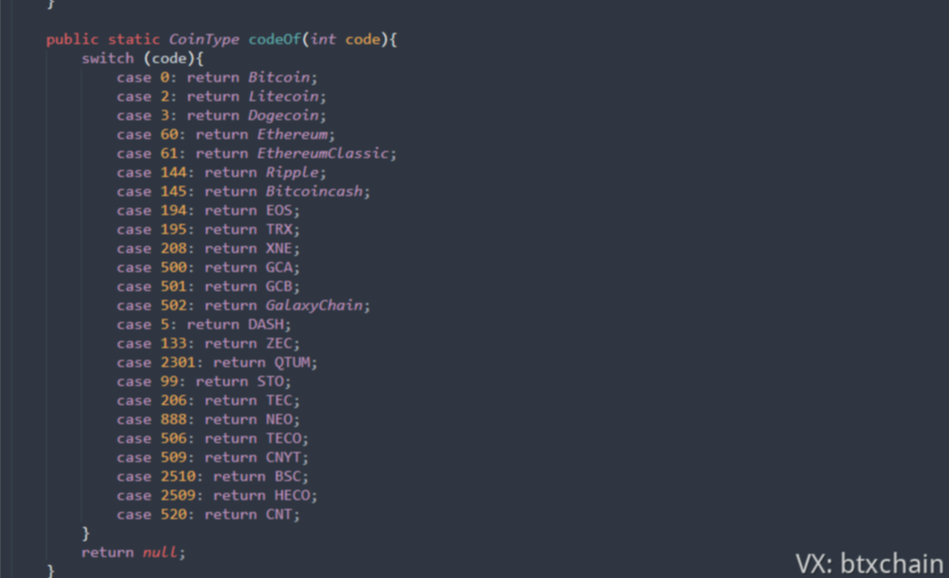 }
public static CoinType codeOf(int code){
switch (code){
case 0: return Bitcoin;
case 2: return Litecoin;
case 3: return Dogecoin;
case 60: return Ethereum;
case 61: return EthereumClassic;
case 144: return Ripple;
case 145: return Bitcoincash;
case 194: return EOS;
case 195: return TRX;
case 208: return XNE;
case 500: return GCA;
case 501: return GCB;
case 502: return GalaxyChain;
case 5: return DASH;
case 133: return ZEC;
case 2301: return QTUM;
case 99: return STO;
case 206: return TEC;
case 888: return NEO;
case 506: return TECO;
case 509: return CNYT;
case 2510: return BSC;
case 2509: return HECO;
case 520: return CNT;
}
return null;
}
VX: btxchain